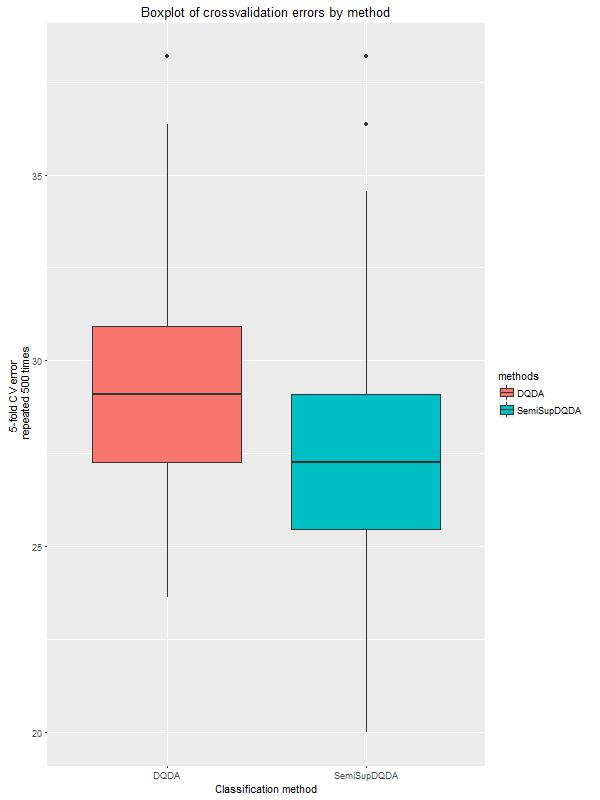 Boxplot of crossvalidation errors by method
5-fold CV error
repeated 500 times
35
30
25
20
DQDA
SemiSupDQDA
Classification method
methods
DQDA
SemiSupDQDA